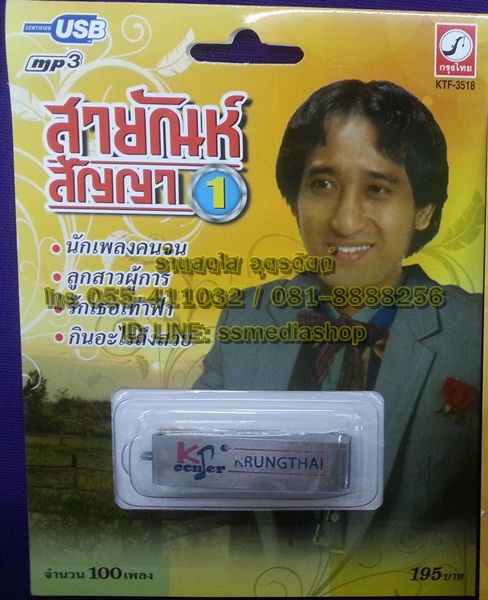 CERTIFIED USB
mp3
กรุงไทย
KTF-3518
สายัณห์
สัญญา 1
• นักเพลงคนจน
• ลูกสาวผู้การ
• รักเธอเท่าฟ้า
• กินอะไรถึงสวย
ร้านสดใส อุตรดิตถ์
โทร 055-411032 / 081-8888256
ID LINE: ssmediashop
K center KRUNGTHAI
จำนวน 100 เพลง
195 บาท